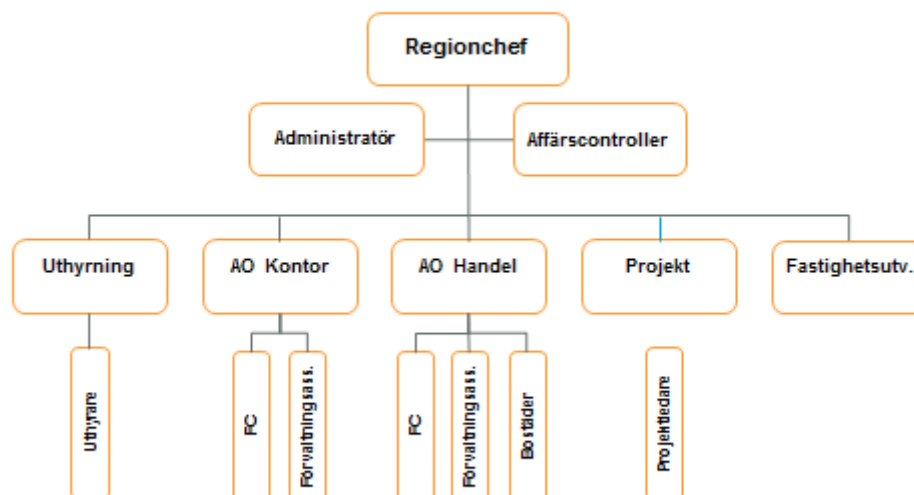 Regionchef
Administratör
Affärscontroller
Uthyrning
AO Kontor
AO Handel
Projekt
Fastighetsutv.
Uthyrare
FC
Förvaltningsass.
FC
Förvaltningsass.
Bostäder
Projektledare